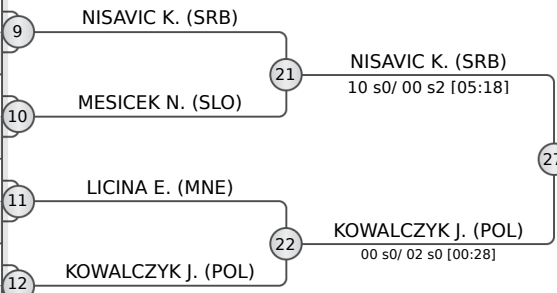 NISAVIC K. (SRB)
9
NISAVIC K. (SRB)
21
10 s0/ 00 s2 [05:18]
MESICEK N. (SLO)
10
27
LICINA E. (MNE)
11
KOWALCZYK J. (POL)
22
00 s0/ 02 s0 [00:28]
KOWALCZYK J. (POL)
12